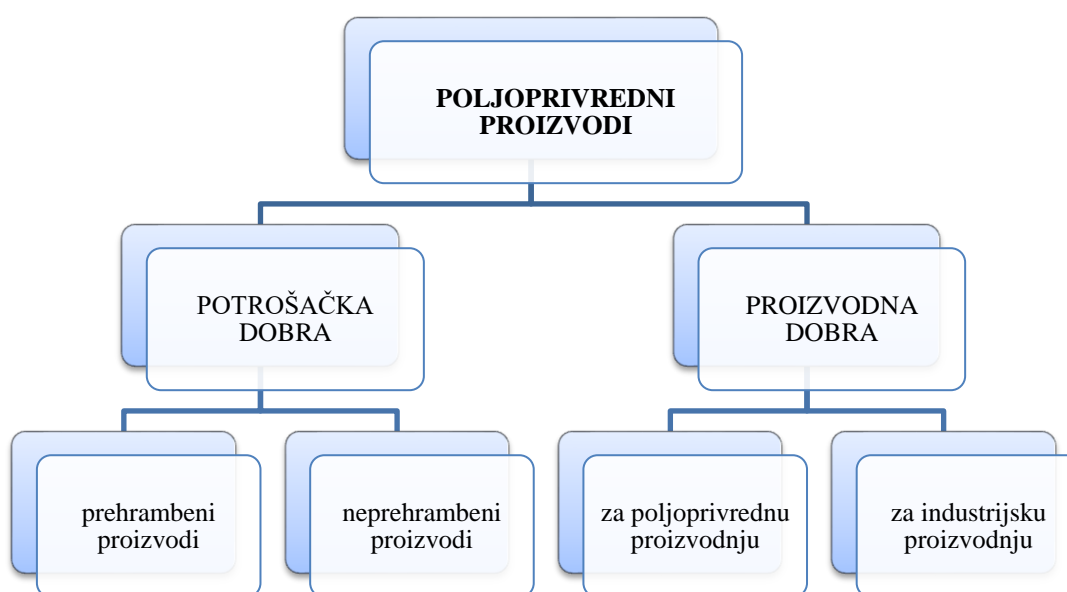 POLJOPRIVREDNI
PROIZVODI
POTROŠAČKA
DOBRA
PROIZVODNA
DOBRA
prehrambeni
proizvodi
neprehrambeni
proizvodi
za poljoprivrednu
proizvodnju
za industrijsku
proizvodnju